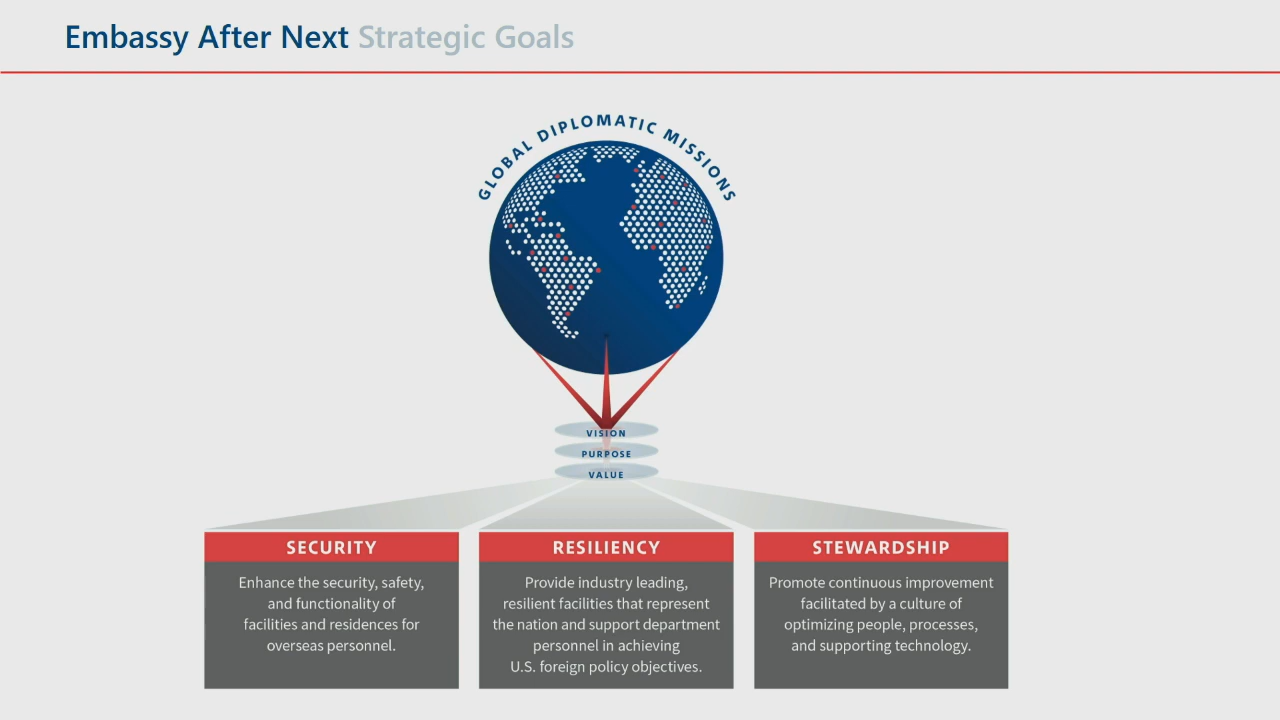 Embassy After Next Strategic Goals
GLOBAL DIPLOMATIC MISSIONS
VISION
PURPOSE
VALUE
SECURITY
Enhance the security, safety,
and functionality of
facilities and residences for
overseas personnel.
RESILIENCY
Provide industry leading,
resilient facilities that represent
the nation and support department
personnel in achieving
U.S. foreign policy objectives.
STEWARDSHIP
Promote continuous improvement
facilitated by a culture of
optimizing people, processes,
and supporting technology.